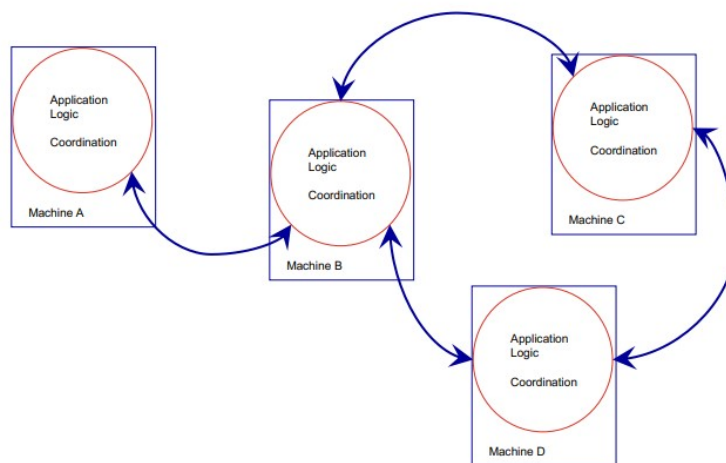 Application
Logic
Coordination
Machine A
Application
Logic
Coordination
Machine B
Application
Logic
Coordination
Machine C
Application
Logic
Coordination
Machine D